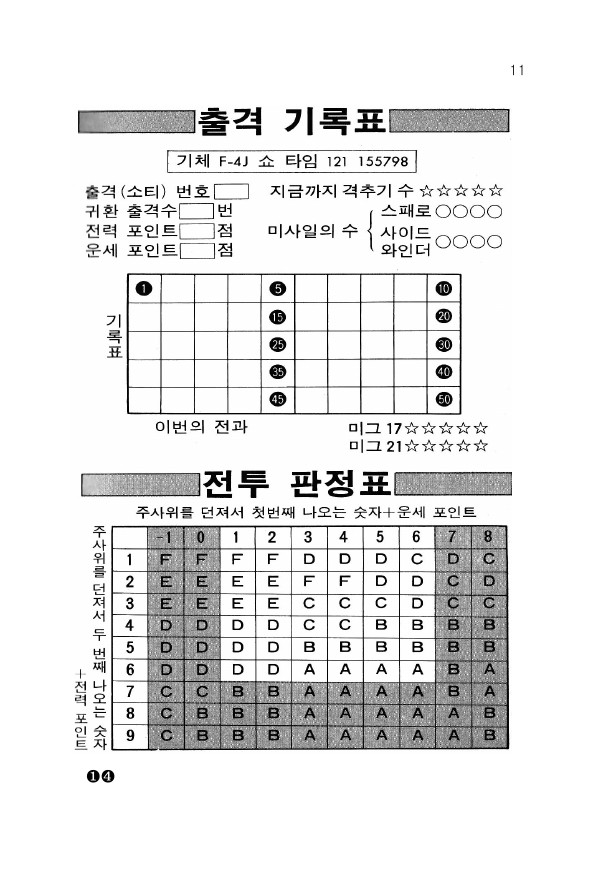 11
출격 기록표
기체 F-4J 쇼 타임 121 155798
출격(소티) 번호
지금까지 격추기 수 ☆☆☆☆☆
귀환 출격수 번
전력 포인트 점
운세 포인트 점
미사일의 수
스패로 ○○○○
사이드
와인더 ○○○○
기록표
❶ ❺ ❿
⓯ ⓴
25 30
35 40
45 50
이번의 전과
미그 17☆☆☆☆☆
미그 21☆☆☆☆☆
전투 판정표
주사위를 던져서 첫번째 나오는 숫자+운세 포인트
주사위를 던져서 두 번째 나오는 숫자
+전력 포인트
-1 0 1 2 3 4 5 6 7 8
1 F F F F D D D C D C
2 E E E E F F D D C D
3 E E E E C C C D C C
4 D D D D C C B B B B
5 D D D D B B B B B B
6 D D D D A A A A B A
7 C C B B A A A A B A
8 C B B B A A A A A B
9 C B B B A A A A A B
❶❹